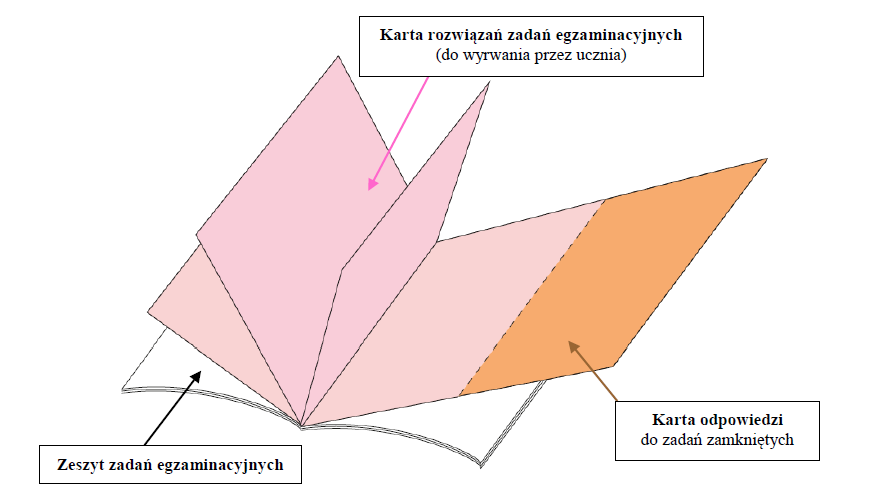 Karta rozwiązań zadań egzaminacyjnych
(do wyrwania przez ucznia)
Zeszyt zadań egzaminacyjnych
Karta odpowiedzi
do zadań zamkniętych